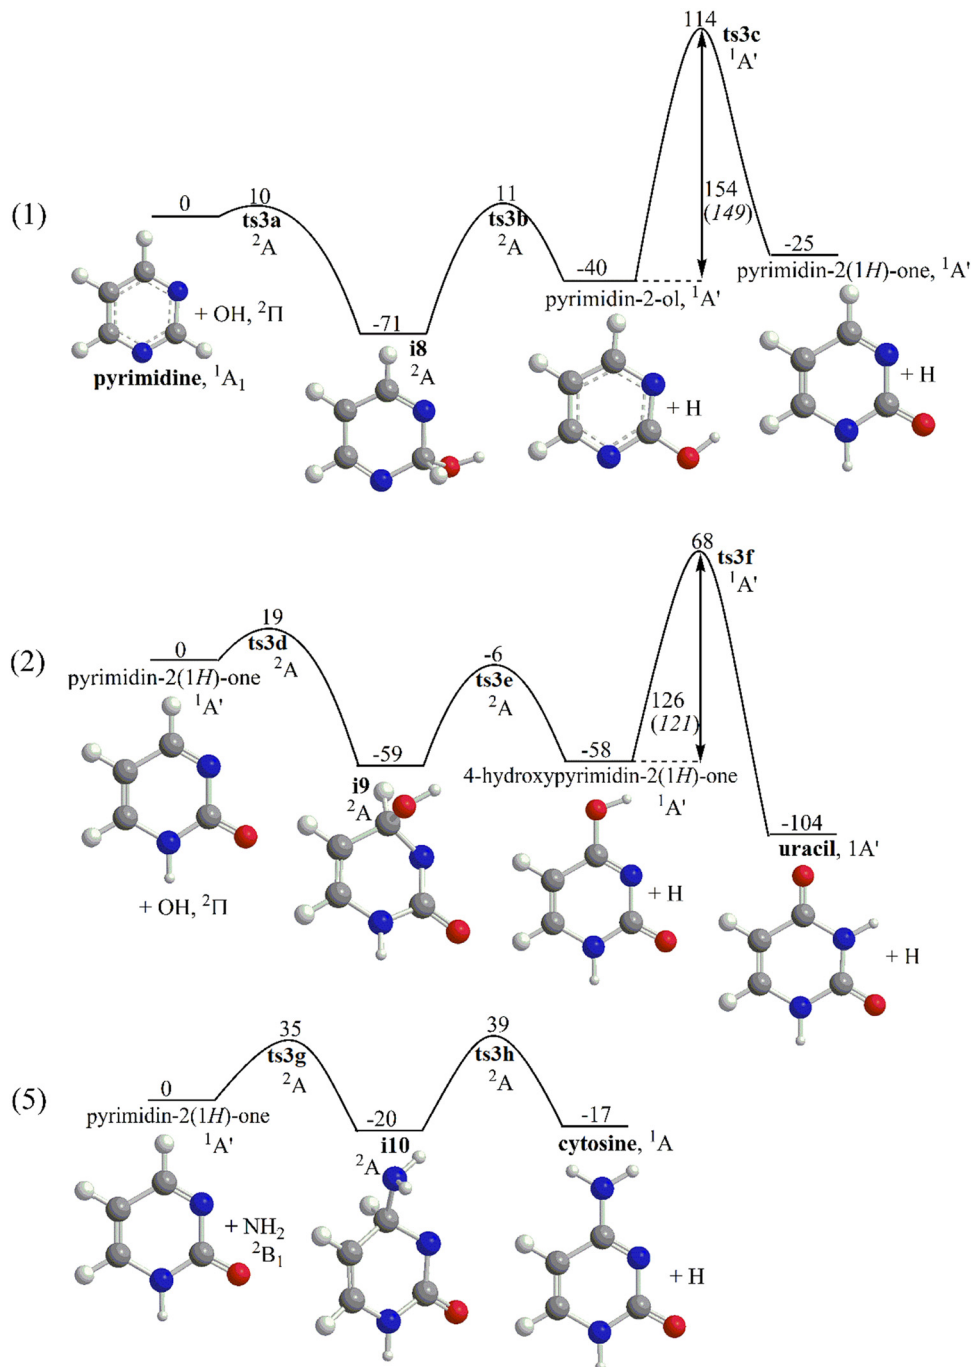 114
ts3c
¹A'
(1)
0
10
ts3a
²A
11
ts3b
²A
154
(149)
-40
pyrimidin-2-ol, ¹A'
-25
pyrimidin-2(1H)-one, ¹A'
+ OH, ²Π
pyrimidine, ¹A₁
-71
i8
²A
+ H
+ H
68
ts3f
¹A'
(2)
0
pyrimidin-2(1H)-one
¹A'
19
ts3d
²A
-6
ts3e
²A
126
(121)
-59
i9
²A
-58
4-hydroxypyrimidin-2(1H)-one
¹A'
-104
uracil, 1A'
+ OH, ²Π
+ H
+ H
(5)
0
pyrimidin-2(1H)-one
¹A'
35
ts3g
²A
39
ts3h
²A
-20
i10
²A
-17
cytosine, ¹A
+ NH₂
²B₁
+ H